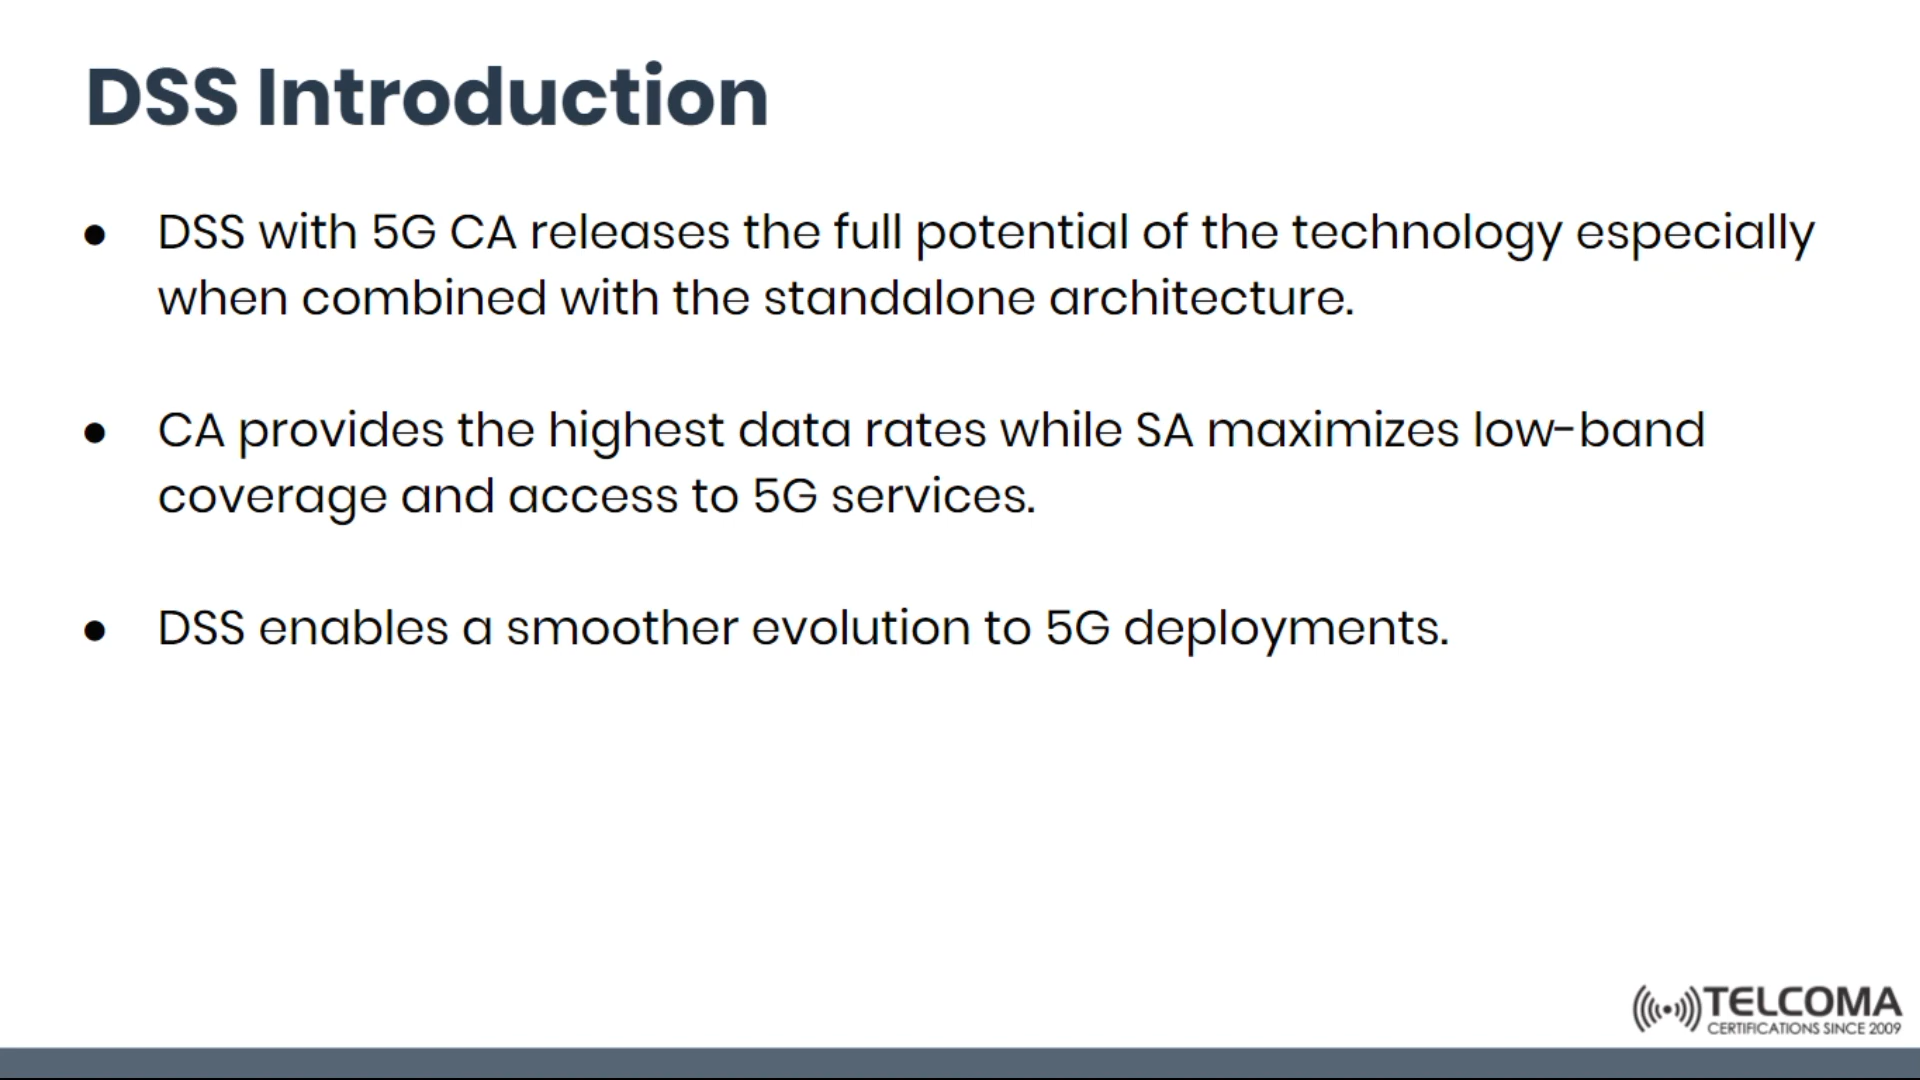 DSS Introduction
● DSS with 5G CA releases the full potential of the technology especially
when combined with the standalone architecture.
● CA provides the highest data rates while SA maximizes low-band
coverage and access to 5G services.
● DSS enables a smoother evolution to 5G deployments.
TELCOMA
CERTIFICATIONS SINCE 2009